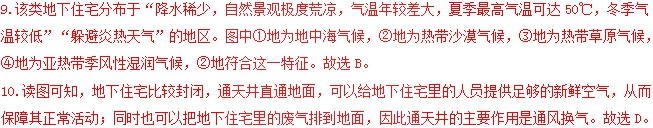 9.该类地下住宅分布于“降水稀少，自然景观极度荒凉，气温年较差大，夏季最高气温可达 50℃，冬季气
温较低”“躲避炎热天气”的地区。图中①地为地中海气候，②地为热带沙漠气候，③地为热带草原气候，
④地为亚热带季风性湿润气候，②地符合这一特征。故选 B。
10.读图可知，地下住宅比较封闭，通天井直通地面，可以给地下住宅里的人员提供足够的新鲜空气，从而
保障其正常活动；同时也可以把地下住宅里的废气排到地面，因此通天井的主要作用是通风换气。故选 D。